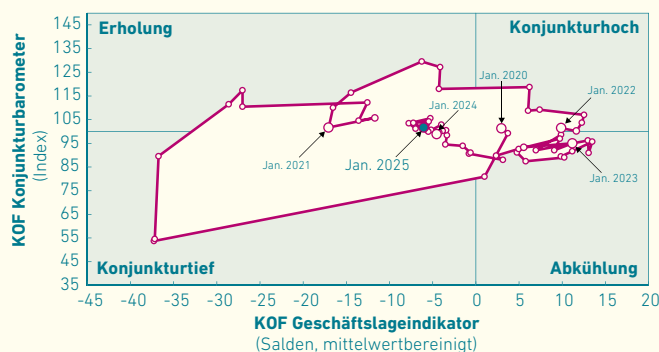 KOF Konjunkturbarometer
(Index)
145
135
125
115
105
95
85
75
65
55
45
35
Erholung
Konjunkturhoch
Jan. 2020
Jan. 2022
Jan. 2024
Jan. 2021
Jan. 2025
Jan. 2023
Konjunkturtief
Abkühlung
-45 -40 -35 -30 -25 -20 -15 -10 -5 0 5 10 15 20
KOF Geschäftslageindikator
(Salden, mittelwertbereinigt)